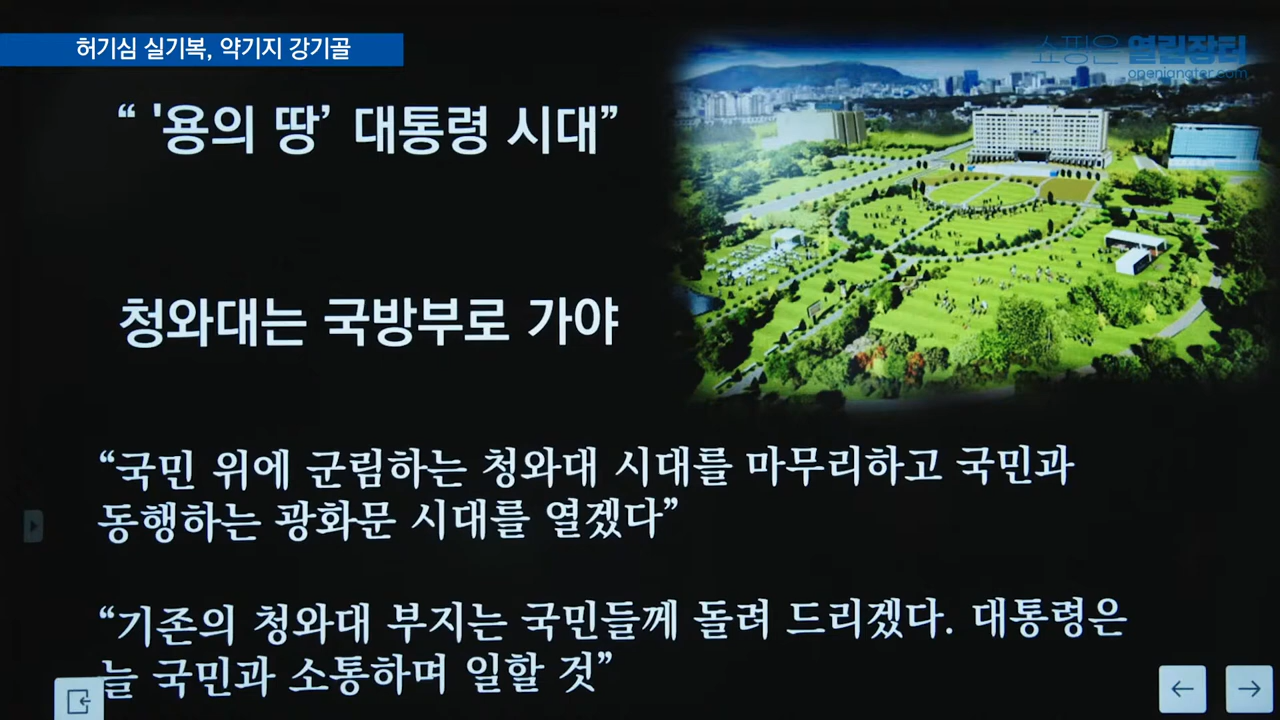 허기심 실기복, 약기지 강기골
쇼핑은 열린장터
openjangter.com
“ '용의 땅’ 대통령 시대”
청와대는 국방부로 가야
“국민 위에 군림하는 청와대 시대를 마무리하고 국민과
동행하는 광화문 시대를 열겠다”
“기존의 청와대 부지는 국민들께 돌려 드리겠다. 대통령은
늘 국민과 소통하며 일할 것”